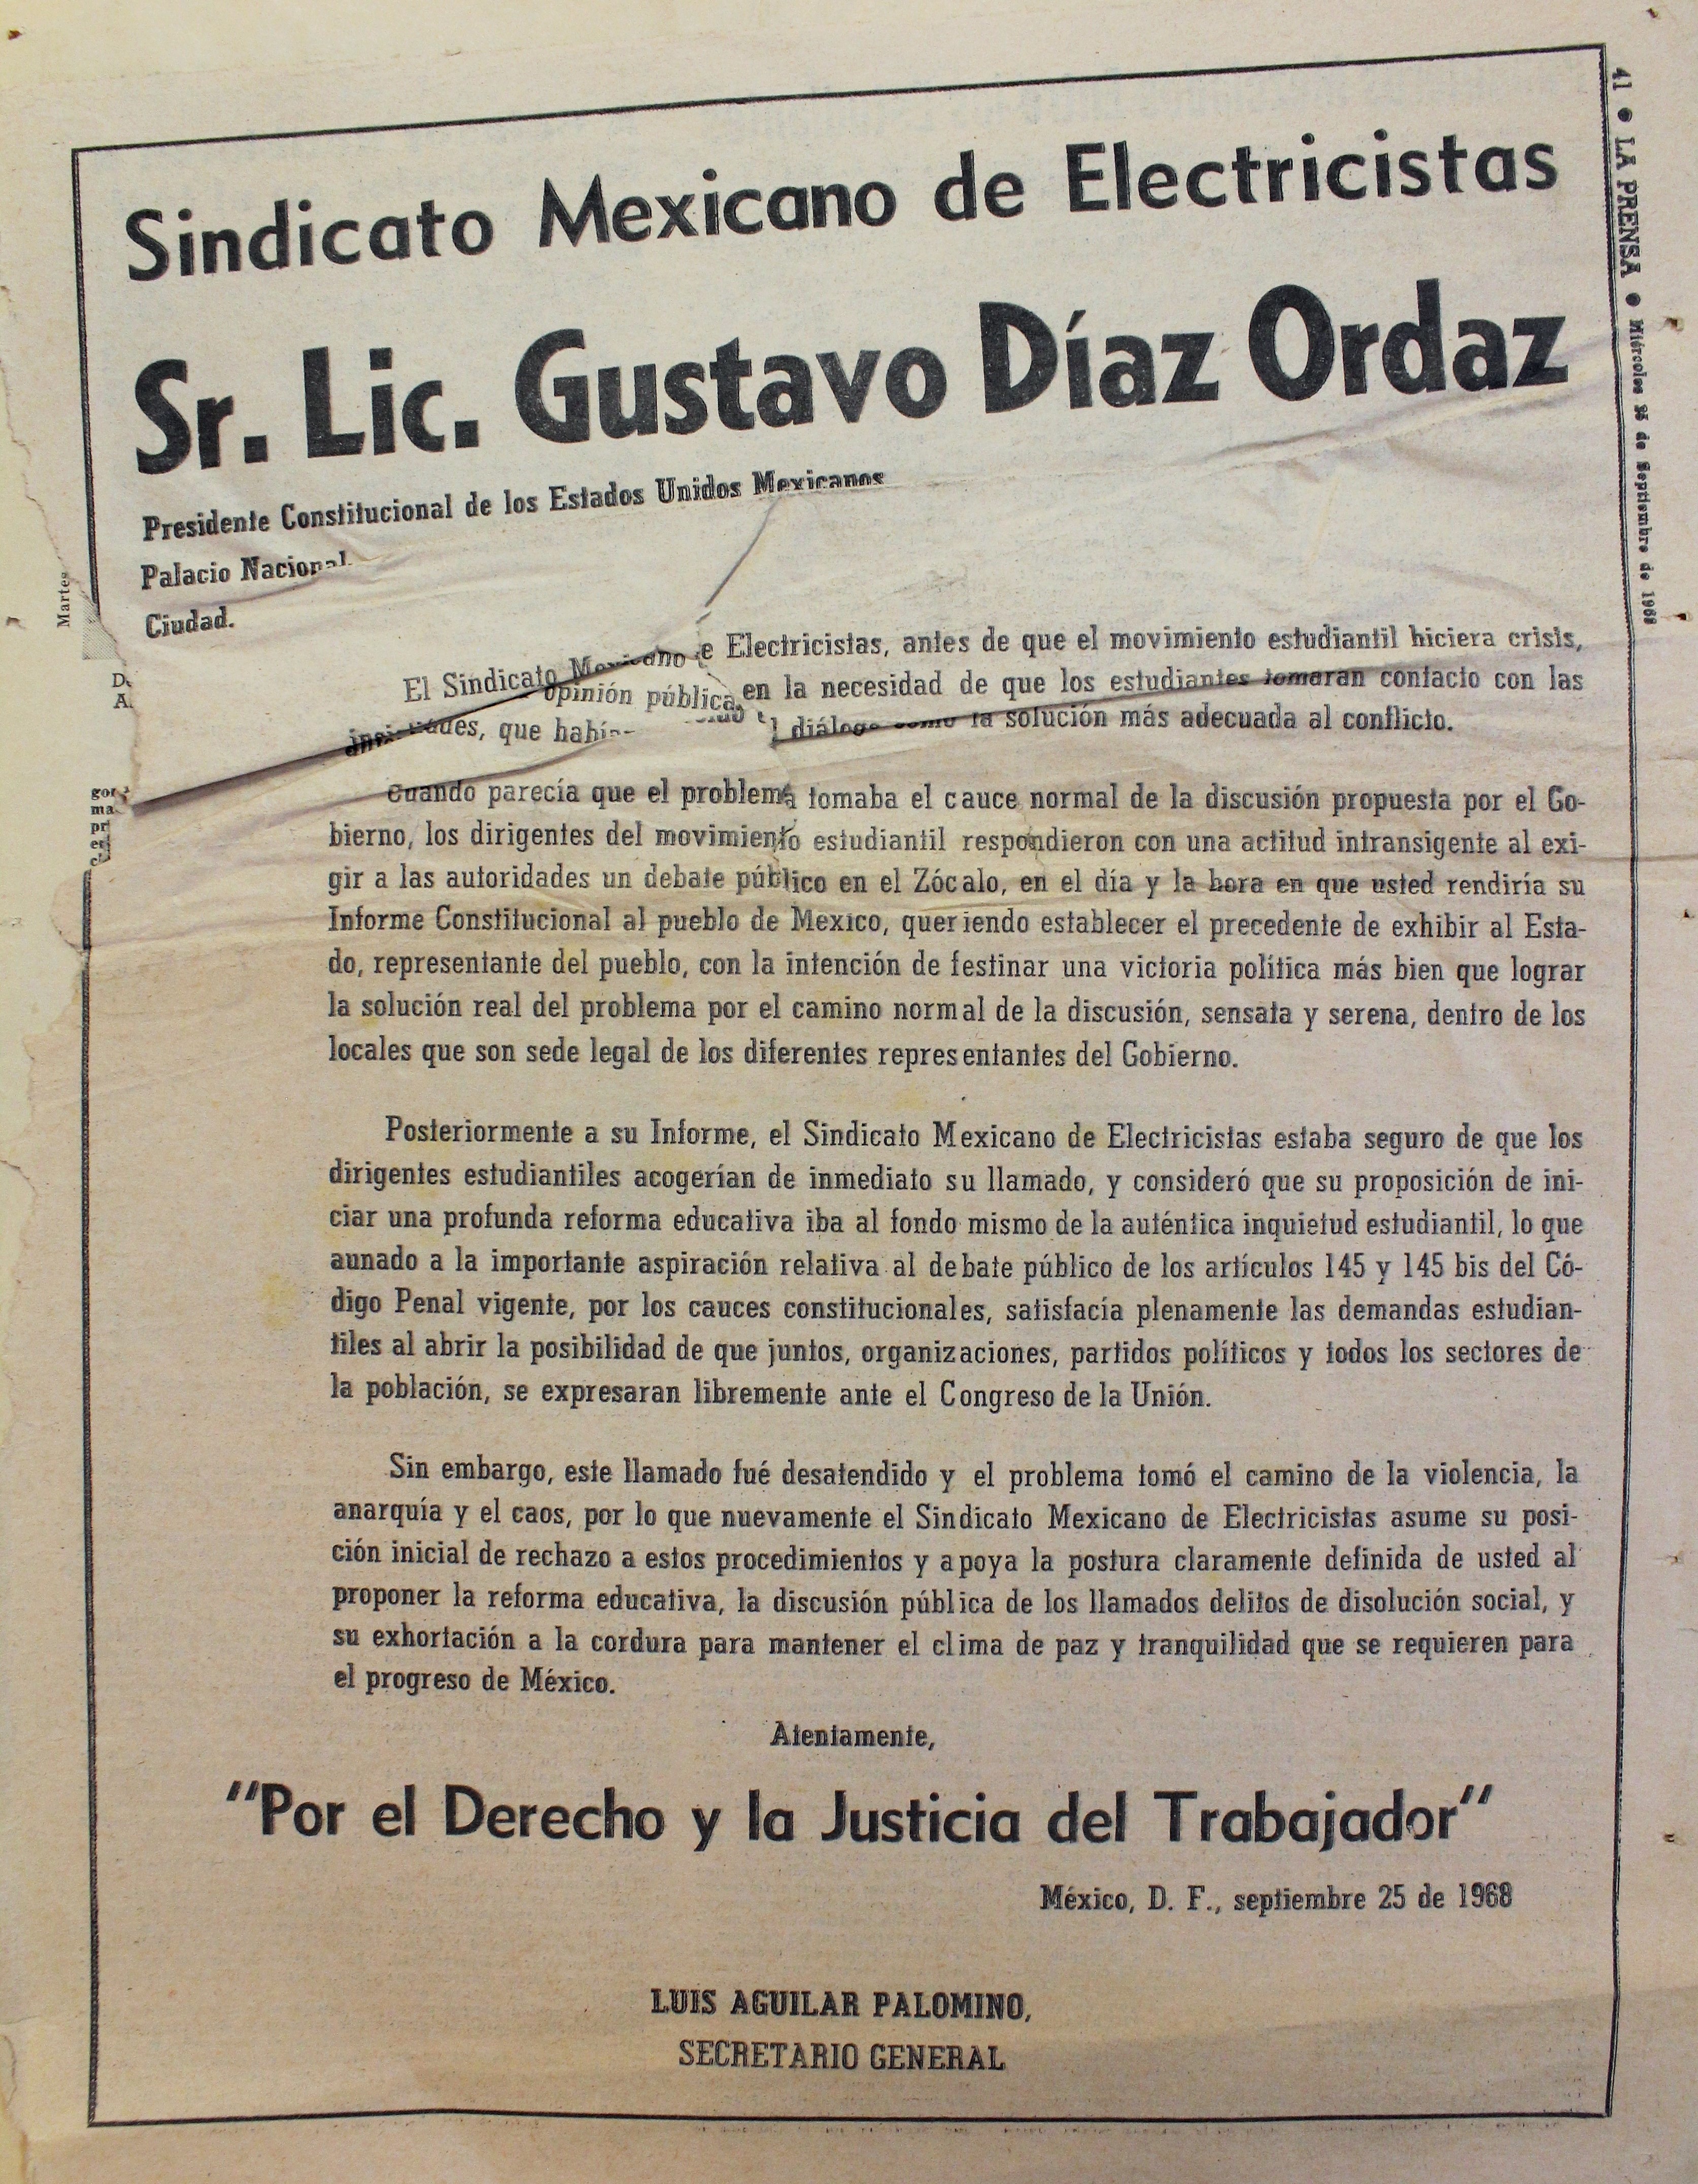 41 ● LA PRENSA ● Miércoles 25 de Septiembre de 1968
Sindicato Mexicano de Electricistas
Sr. Lic. Gustavo Díaz Ordaz
Presidente Constitucional de los Estados Unidos Mexicanos
Palacio Nacional
Ciudad.
Martes
El Sindicato Mexicano e Electricistas, antes de que el movimiento estudiantil hiciera crisis,
opinión pública, en la necesidad de que los estudiantes tomaran contacto con las
que diálogo como la solución más adecuada al conflicto.
Cuando parecía que el problema tomaba el cauce normal de la discusión propuesta por el Go-
bierno, los dirigentes del movimiento estudiantil respondieron con una actitud intransigente al exi-
gir a las autoridades un debate público en el Zócalo, en el día y la hora en que usted rendiría su
Informe Constitucional al pueblo de Mexico, queriendo establecer el precedente de exhibir al Esta-
do, representante del pueblo, con la intención de festinar una victoria política más bien que lograr
la solución real del problema por el camino normal de la discusión, sensata y serena, dentro de los
locales que son sede legal de los diferentes representantes del Gobierno.
Posteriormente a su Informe, el Sindicato Mexicano de Electricistas estaba seguro de que los
dirigentes estudiantiles acogerían de inmediato su llamado, y consideró que su proposición de ini-
ciar una profunda reforma educativa iba al fondo mismo de la auténtica inquietud estudiantil, lo que
aunado a la importante aspiración relativa al debate público de los artículos 145 y 145 bis del Có-
digo Penal vigente, por los cauces constitucionales, satisfacía plenamente las demandas estudian-
tiles al abrir la posibilidad de que juntos, organizaciones, partidos políticos y todos los sectores de
la población, se expresaran libremente ante el Congreso de la Unión.
Sin embargo, este llamado fué desatendido y el problema tomó el camino de la violencia, la
anarquía y el caos, por lo que nuevamente el Sindicato Mexicano de Electricistas asume su posi-
ción inicial de rechazo a estos procedimientos y apoya la postura claramente definida de usted al
proponer la reforma educativa, la discusión pública de los llamados delitos de disolución social, y
su exhortación a la cordura para mantener el clima de paz y tranquilidad que se requieren para
el progreso de México.
Atentamente,
"Por el Derecho y la Justicia del Trabajador"
México, D. F., septiembre 25 de 1968
LUIS AGUILAR PALOMINO,
SECRETARIO GENERAL